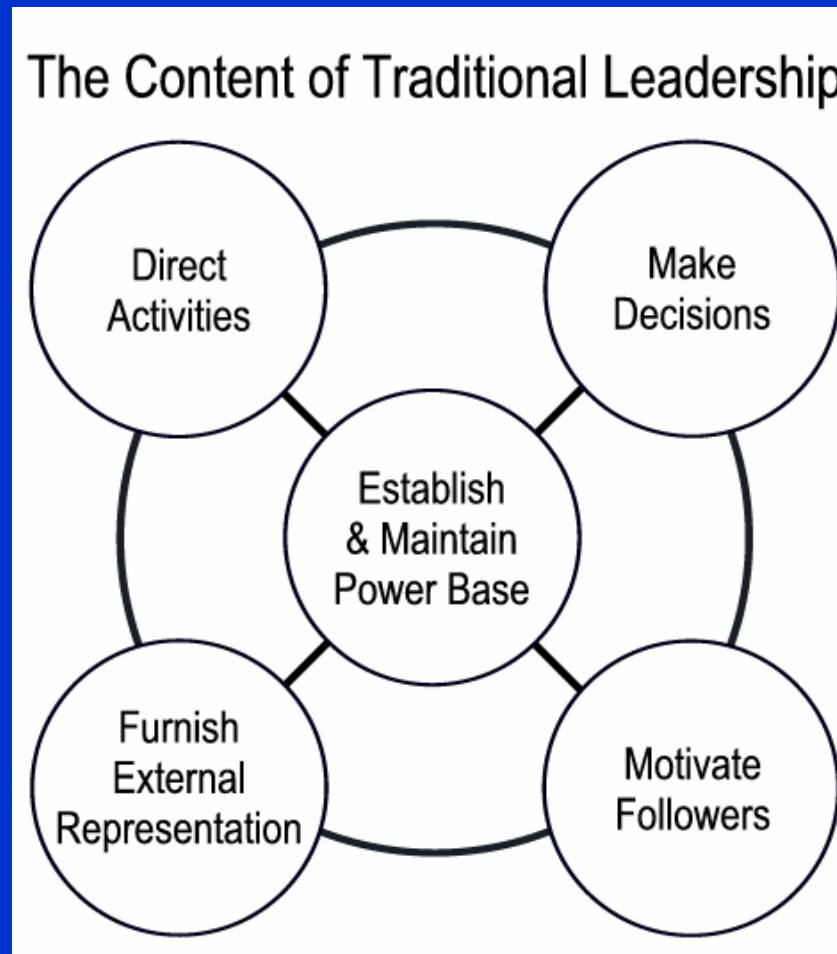 The Content of Traditional Leadership
Direct
Activities
Make
Decisions
Establish
& Maintain
Power Base
Furnish
External
Representation
Motivate
Followers